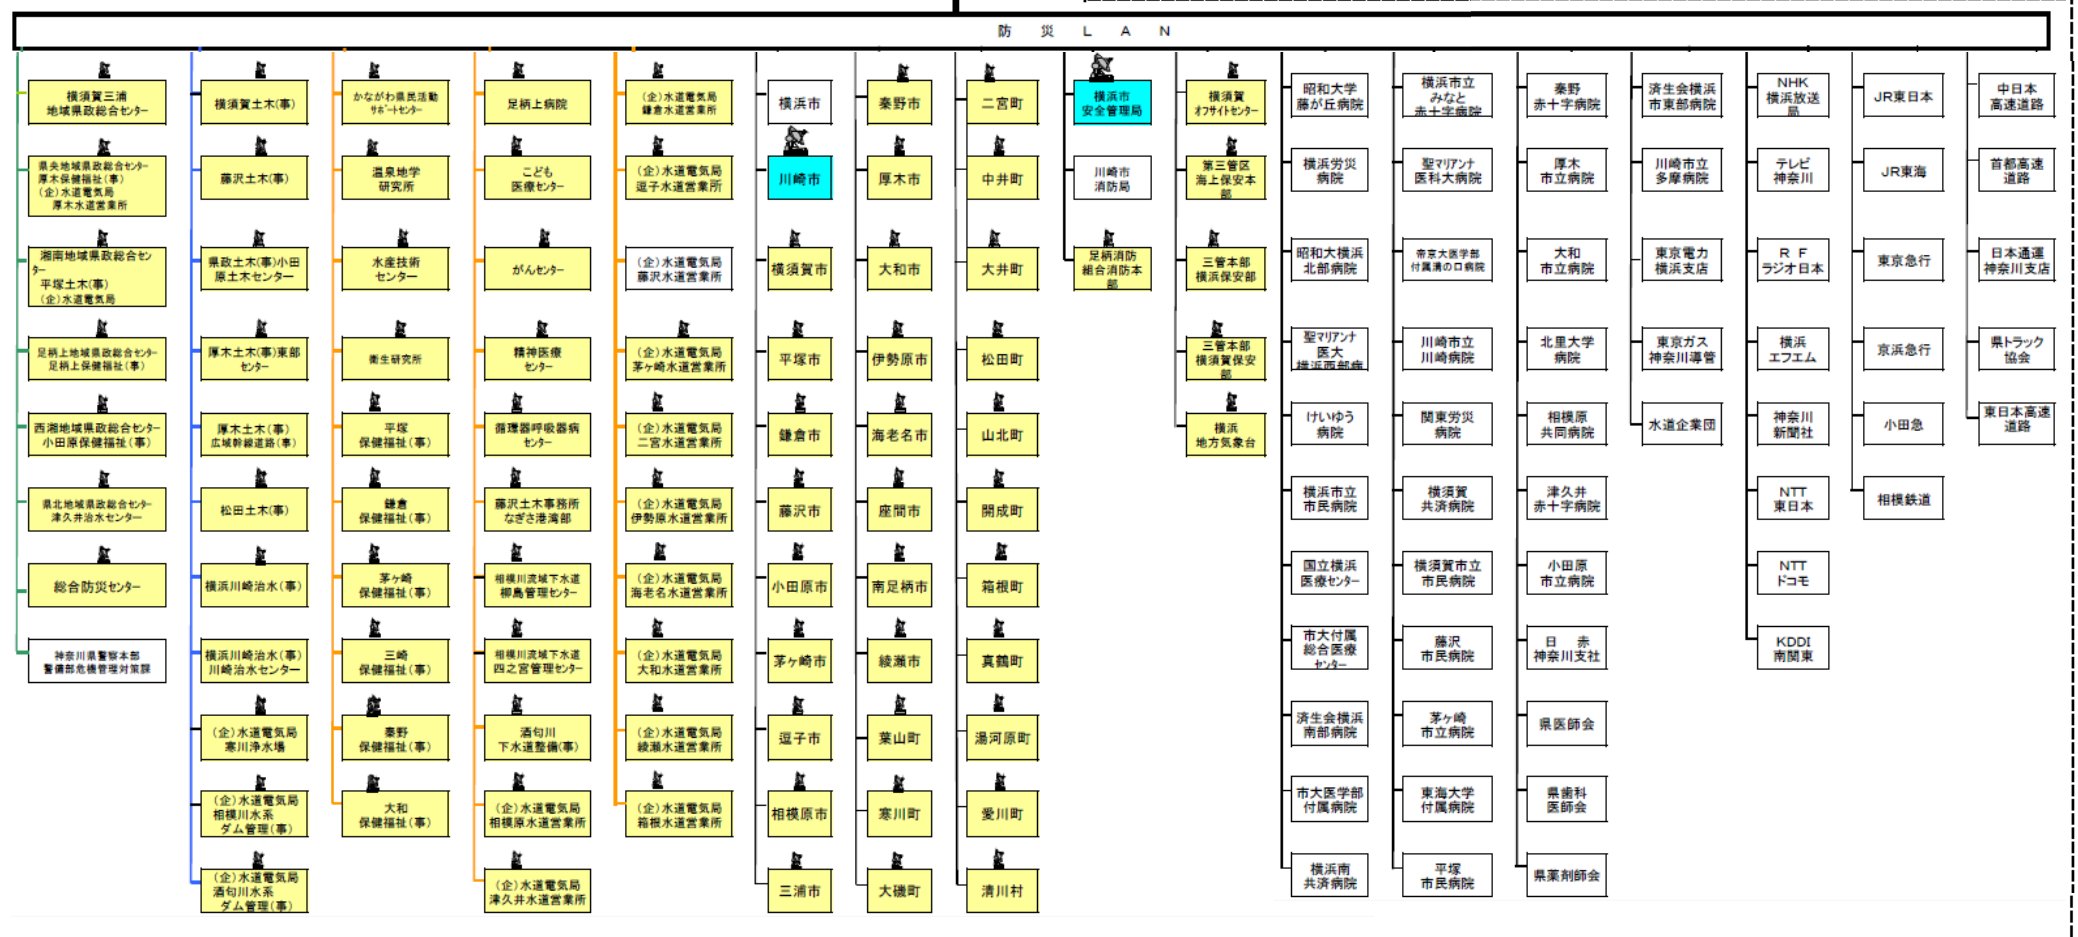 防災LAN
横須賀三浦
地域県政総合センター
県央地域県政総合センター
厚木保健福祉(事)
(企)水道電気局
厚木水道営業所
湘南地域県政総合セン
ター
平塚土木(事)
(企)水道電気局
足柄上地域県政総合センター
足柄上保健福祉(事)
西湘地域県政総合センター
小田原保健福祉(事)
県北地域県政総合センター
津久井治水センター
総合防災センター
神奈川県警察本部
警備部危機管理対策課
横須賀土木(事)
藤沢土木(事)
県政土木(事)小田
原土木センター
厚木土木(事)東部
センター
厚木土木(事)
広域幹線道路(事)
松田土木(事)
横浜川崎治水(事)
横浜川崎治水(事)
川崎治水センター
(企)水道電気局
寒川浄水場
(企)水道電気局
相模川水系
ダム管理(事)
(企)水道電気局
酒匂川水系
ダム管理(事)
かながわ県民活動
サポートセンター
温泉地学
研究所
水産技術
センター
衛生研究所
平塚
保健福祉(事)
鎌倉
保健福祉(事)
茅ヶ崎
保健福祉(事)
三崎
保健福祉(事)
秦野
保健福祉(事)
大和
保健福祉(事)
足柄上病院
こども
医療センター
がんセンター
精神医療
センター
循環器呼吸器病
センター
藤沢土木事務所
なぎさ港湾部
相模川流域下水道
柳島管理センター
相模川流域下水道
四之宮管理センター
酒匂川
下水道整備(事)
(企)水道電気局
相模原水道営業所
(企)水道電気局
津久井水道営業所
(企)水道電気局
鎌倉水道営業所
(企)水道電気局
逗子水道営業所
(企)水道電気局
藤沢水道営業所
(企)水道電気局
茅ヶ崎水道営業所
(企)水道電気局
二宮水道営業所
(企)水道電気局
伊勢原水道営業所
(企)水道電気局
海老名水道営業所
(企)水道電気局
大和水道営業所
(企)水道電気局
綾瀬水道営業所
(企)水道電気局
箱根水道営業所
横浜市
川崎市
横須賀市
平塚市
鎌倉市
藤沢市
小田原市
茅ヶ崎市
逗子市
相模原市
三浦市
秦野市
厚木市
大和市
伊勢原市
海老名市
座間市
南足柄市
綾瀬市
葉山町
寒川町
大磯町
二宮町
中井町
大井町
松田町
山北町
開成町
箱根町
真鶴町
湯河原町
愛川町
清川村
横浜市
安全管理局
川崎市
消防局
足柄消防
組合消防本
部
横須賀
オフサイトセンター
第三管区
海上保安本
部
三管本部
横浜保安部
三管本部
横須賀保安
部
横浜
地方気象台
昭和大学
藤が丘病院
横浜労災
病院
昭和大横浜
北部病院
聖マリアンナ
医大
横浜西部病
けいゆう
病院
横浜市立
市民病院
国立横浜
医療センター
市大付属
総合医療
センター
済生会横浜
南部病院
市大医学部
付属病院
横浜南
共済病院
横浜市立
みなと
赤十字病院
聖マリアンナ
医科大病院
帝京大医学部
付属溝の口病院
川崎市立
川崎病院
関東労災
病院
横須賀
共済病院
横須賀市立
市民病院
藤沢
市民病院
茅ヶ崎
市立病院
東海大学
付属病院
平塚
市民病院
秦野
赤十字病院
厚木
市立病院
大和
市立病院
北里大学
病院
相模原
共同病院
津久井
赤十字病院
小田原
市立病院
日 赤
神奈川支社
県医師会
県歯科
医師会
県薬剤師会
済生会横浜
市東部病院
川崎市立
多摩病院
東京電力
横浜支店
東京ガス
神奈川導管
水道企業団
NHK
横浜放送
局
テレビ
神奈川
RF
ラジオ日本
横浜
エフエム
神奈川
新聞社
NTT
東日本
NTT
ドコモ
KDDI
南関東
JR東日本
JR東海
東京急行
京浜急行
小田急
相模鉄道
中日本
高速道路
首都高速
道路
日本通運
神奈川支店
県トラック
協会
東日本高速
道路